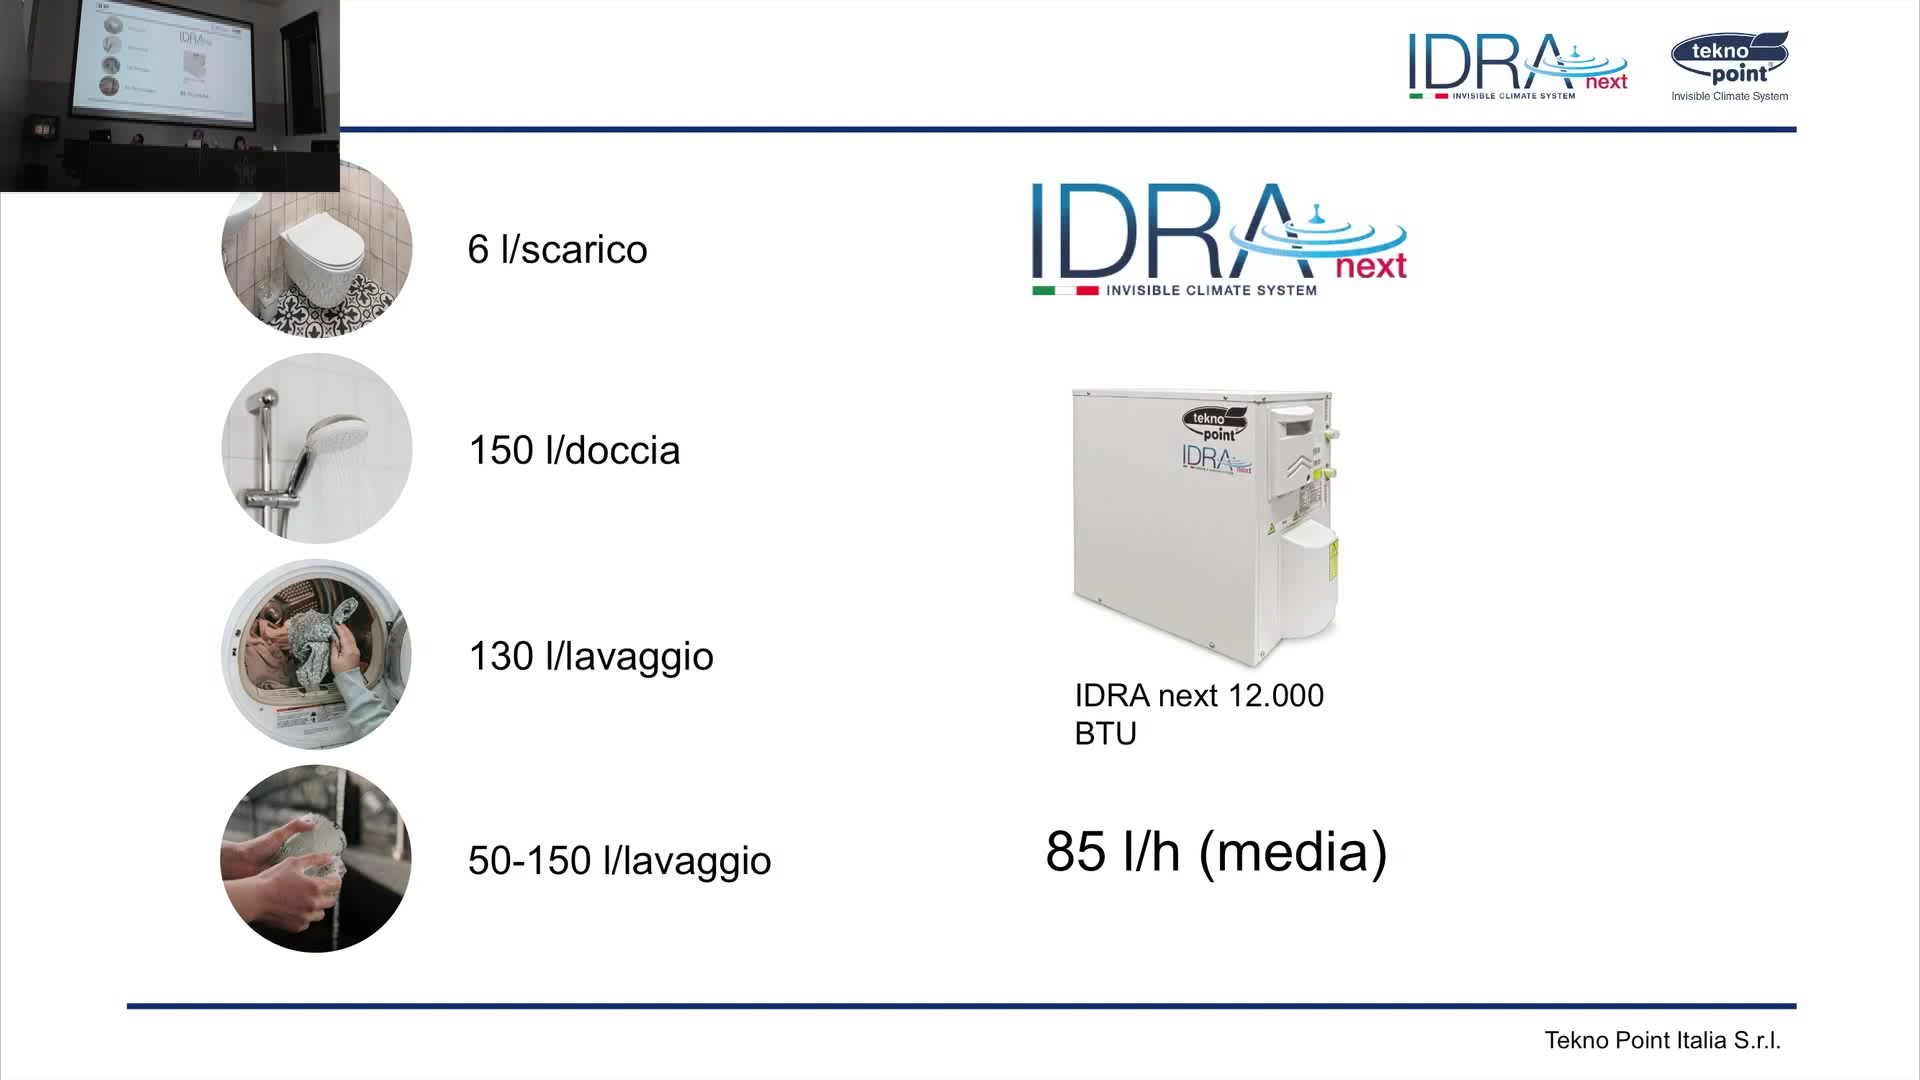 IDRA next
INVISIBLE CLIMATE SYSTEM
tekno point®
Invisible Climate System
6 l/scarico
150 l/doccia
130 l/lavaggio
50-150 l/lavaggio
IDRA next
INVISIBLE CLIMATE SYSTEM
tekno point
IDRA next
IDRA next 12.000
BTU
85 l/h (media)
Tekno Point Italia S.r.l.